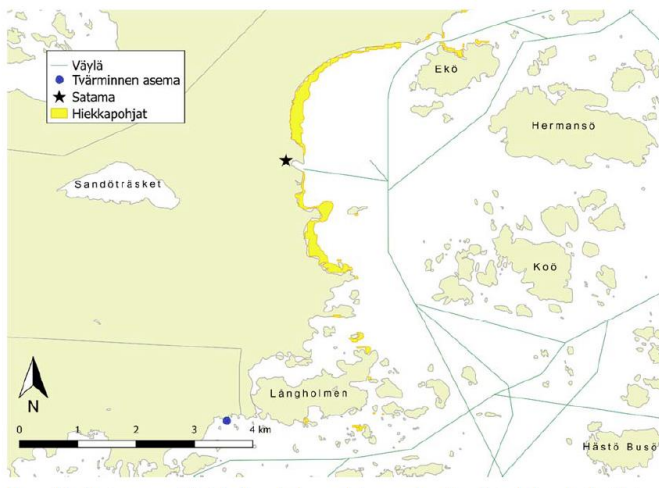 Väylä
Tvärminnen asema
Satama
Hiekkapohjat
Ekö
Hermansö
Sandöträsket
Koö
Långholmen
N
0 1 2 3 4 km
Hästö Busö